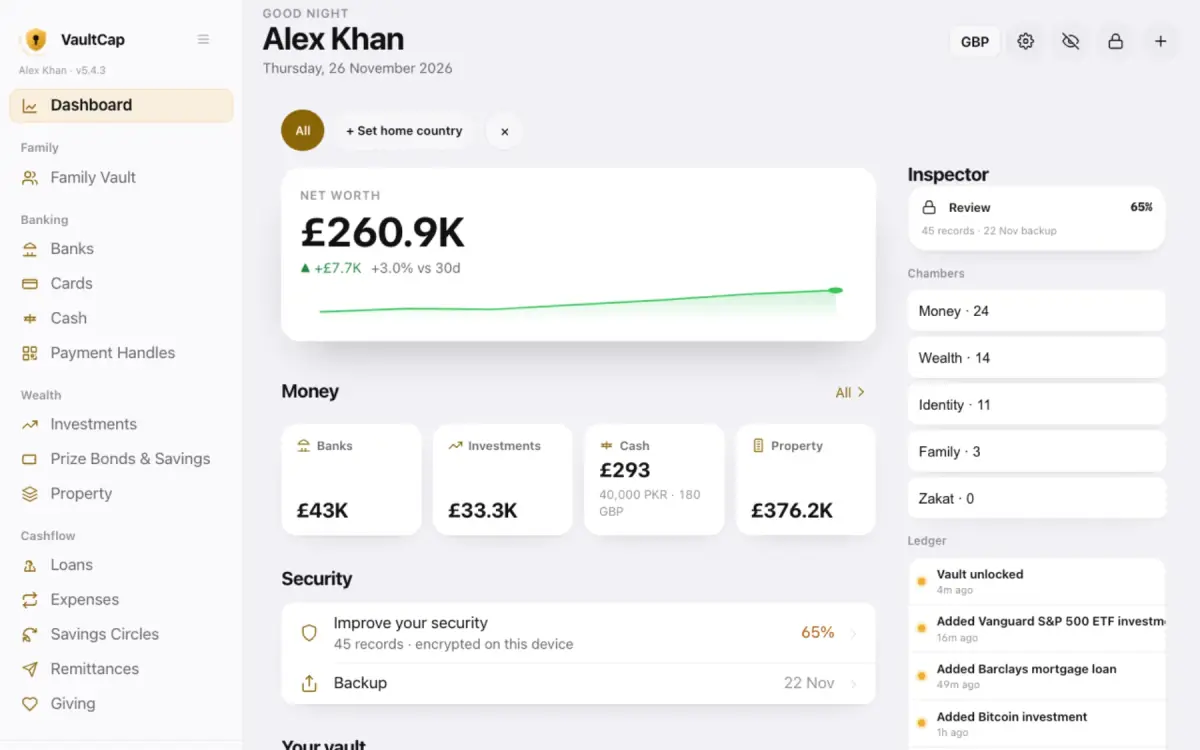 VaultCap
Alex Khan · v5.4.3
Dashboard
Family
Family Vault
Banking
Banks
Cards
Cash
Payment Handles
Wealth
Investments
Prize Bonds & Savings
Property
Cashflow
Loans
Expenses
Savings Circles
Remittances
Giving
GOOD NIGHT
Alex Khan
Thursday, 26 November 2026
GBP
All
+ Set home country
×
NET WORTH
£260.9K
▲ +£7.7K +3.0% vs 30d
Money
All >
Banks
£43K
Investments
£33.3K
Cash
£293
40,000 PKR · 180
GBP
Property
£376.2K
Security
Improve your security
45 records · encrypted on this device
65%
Backup
22 Nov
Your vault
Inspector
Review
65%
45 records · 22 Nov backup
Chambers
Money · 24
Wealth · 14
Identity · 11
Family · 3
Zakat · 0
Ledger
Vault unlocked
4m ago
Added Vanguard S&P 500 ETF investm
16m ago
Added Barclays mortgage loan
49m ago
Added Bitcoin investment
1h ago